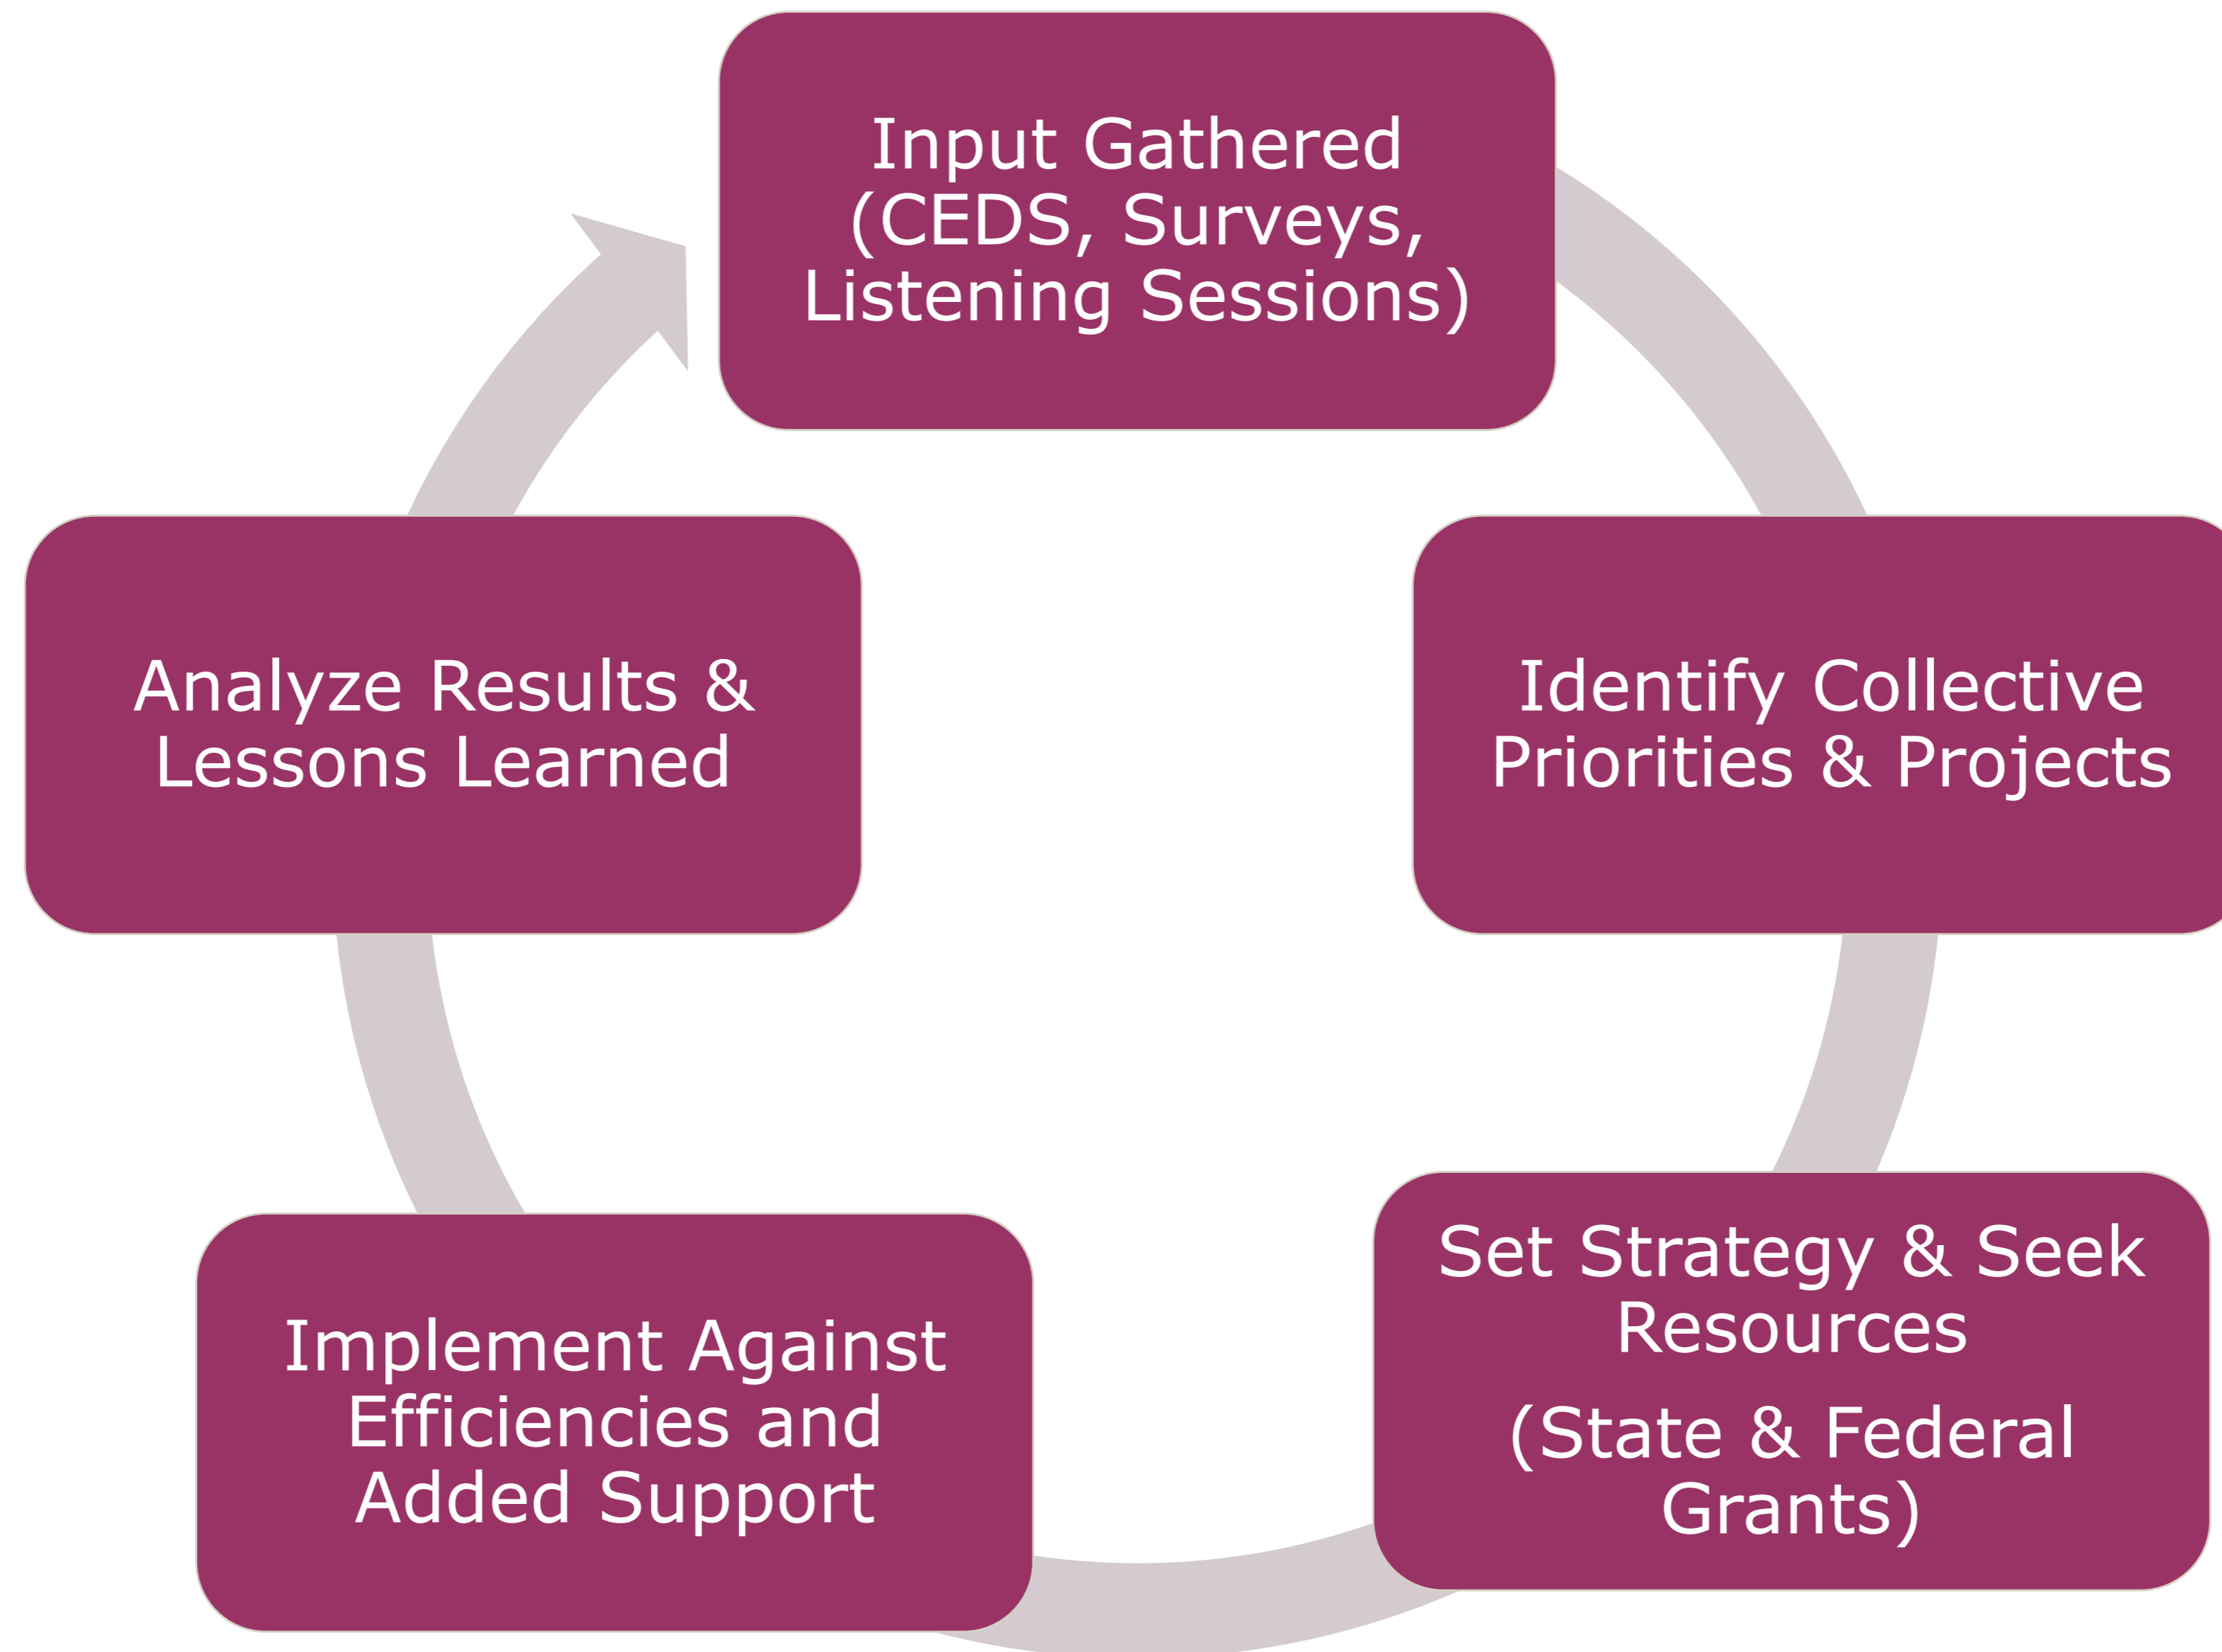 Input Gathered
(CEDS, Surveys,
Listening Sessions)
Identify Collective
Priorities & Projects
Set Strategy & Seek
Resources
(State & Federal
Grants)
Implement Against
Efficiencies and
Added Support
Analyze Results &
Lessons Learned